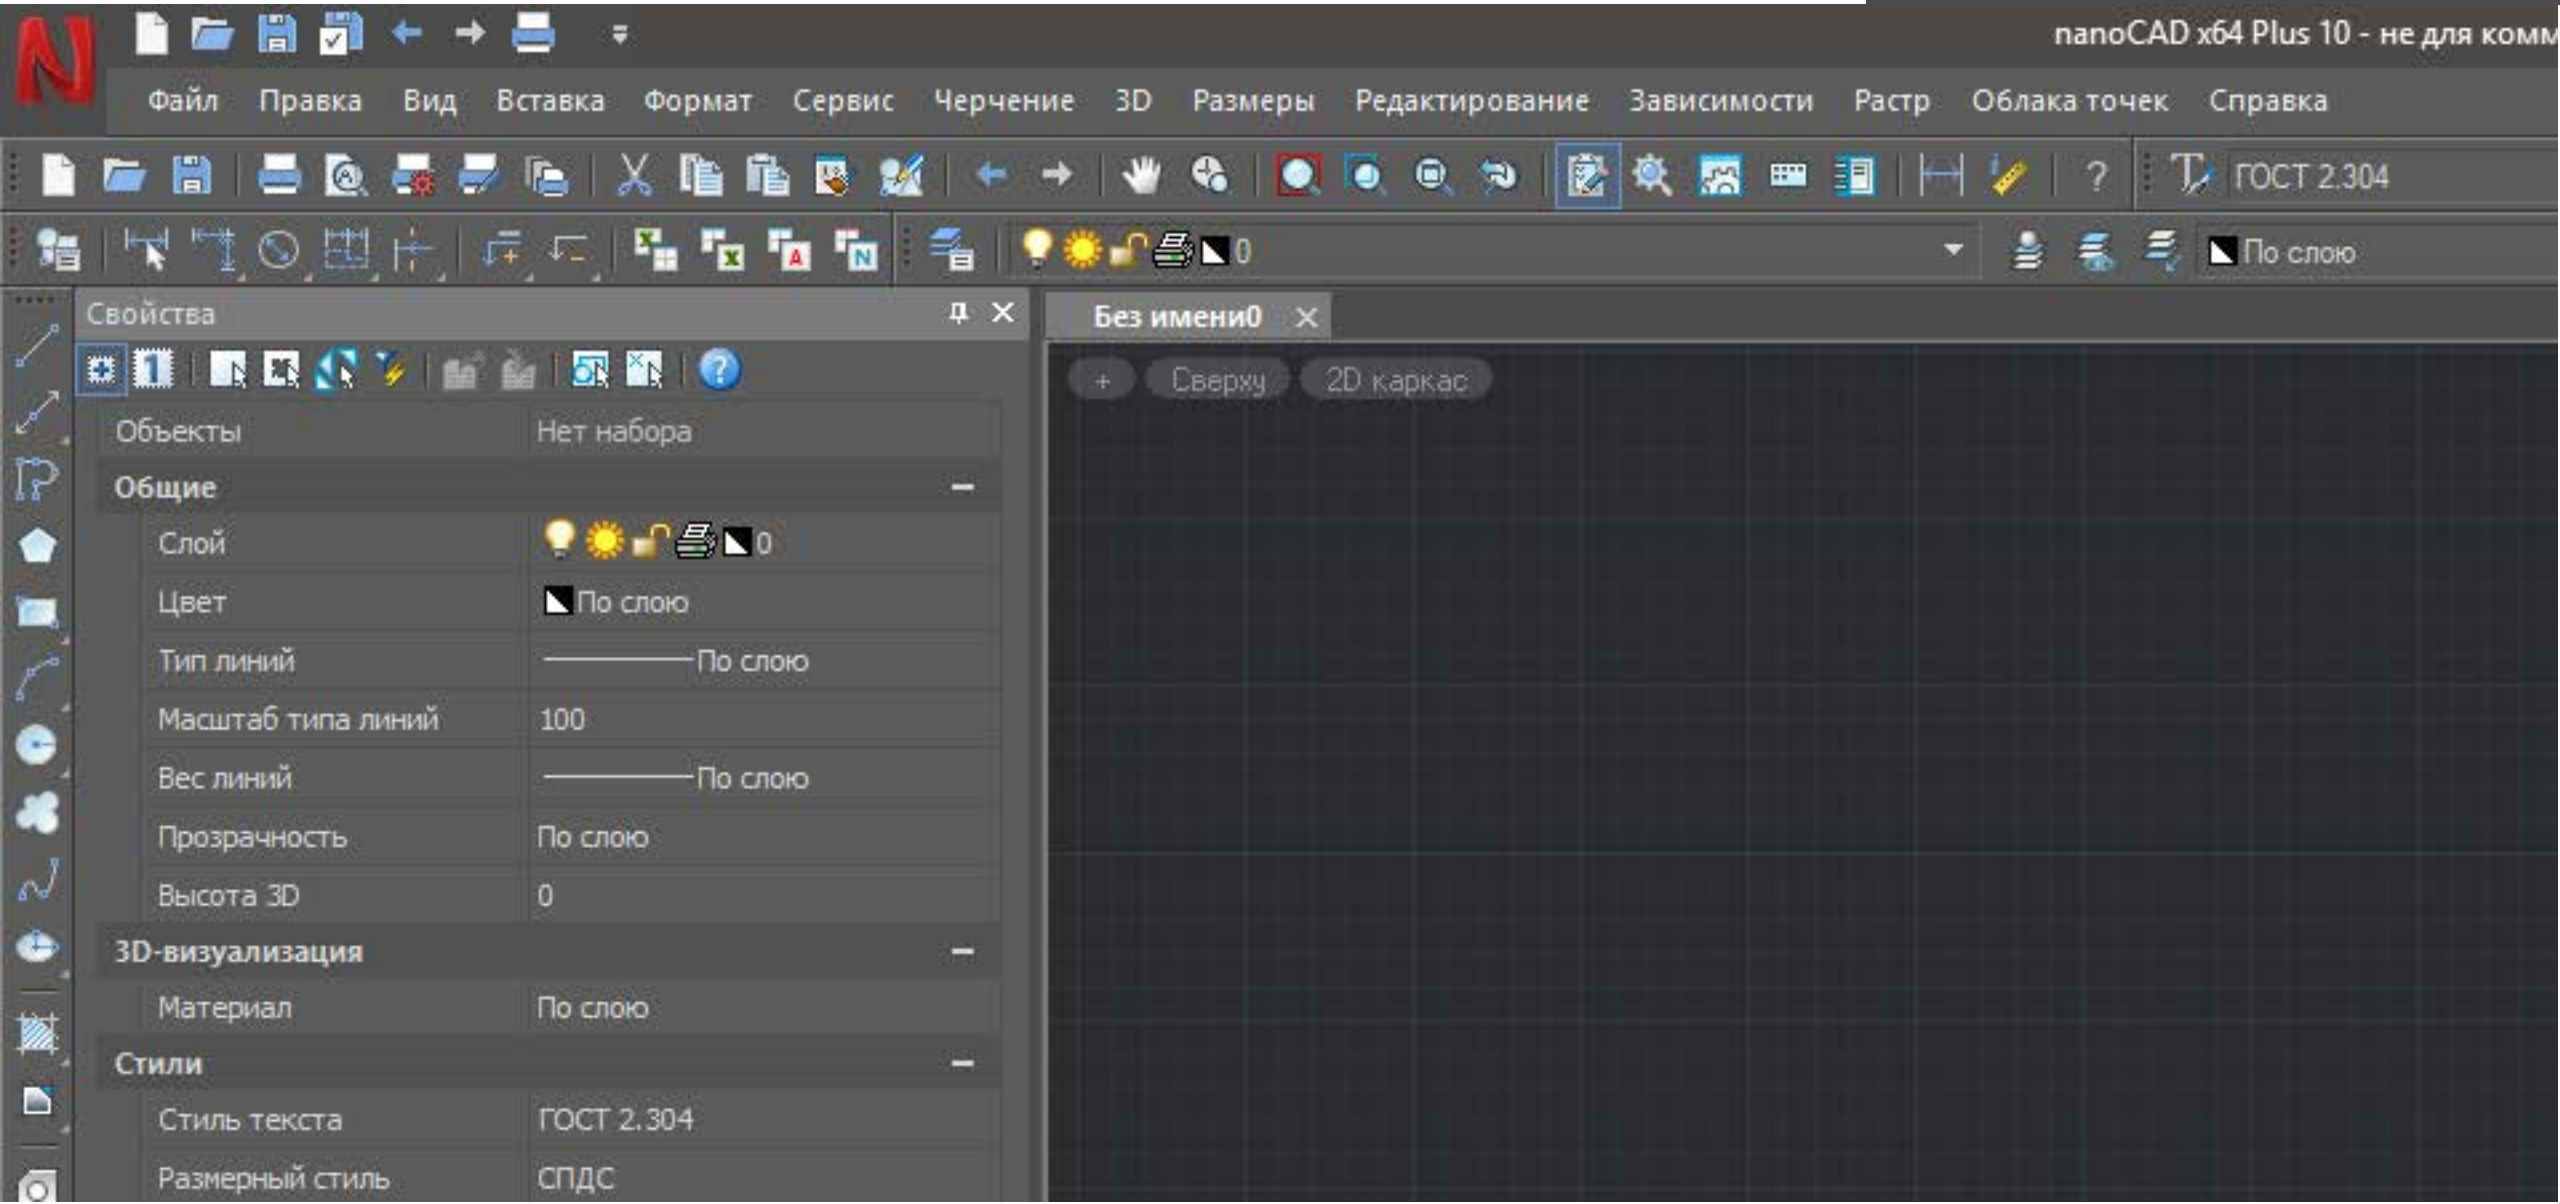 nanoCAD x64 Plus 10 - не для комм
Файл Правка Вид Вставка Формат Сервис Черчение 3D Размеры Редактирование Зависимости Растр Облака точек Справка
ГОСТ 2.304
0 По слою
Свойства
Без имени0
+ Сверху 2D каркас
Объекты Нет набора
Общие
Слой 0
Цвет По слою
Тип линий По слою
Масштаб типа линий 100
Вес линий По слою
Прозрачность По слою
Высота 3D 0
3D-визуализация
Материал По слою
Стили
Стиль текста ГОСТ 2.304
Размерный стиль СПДС